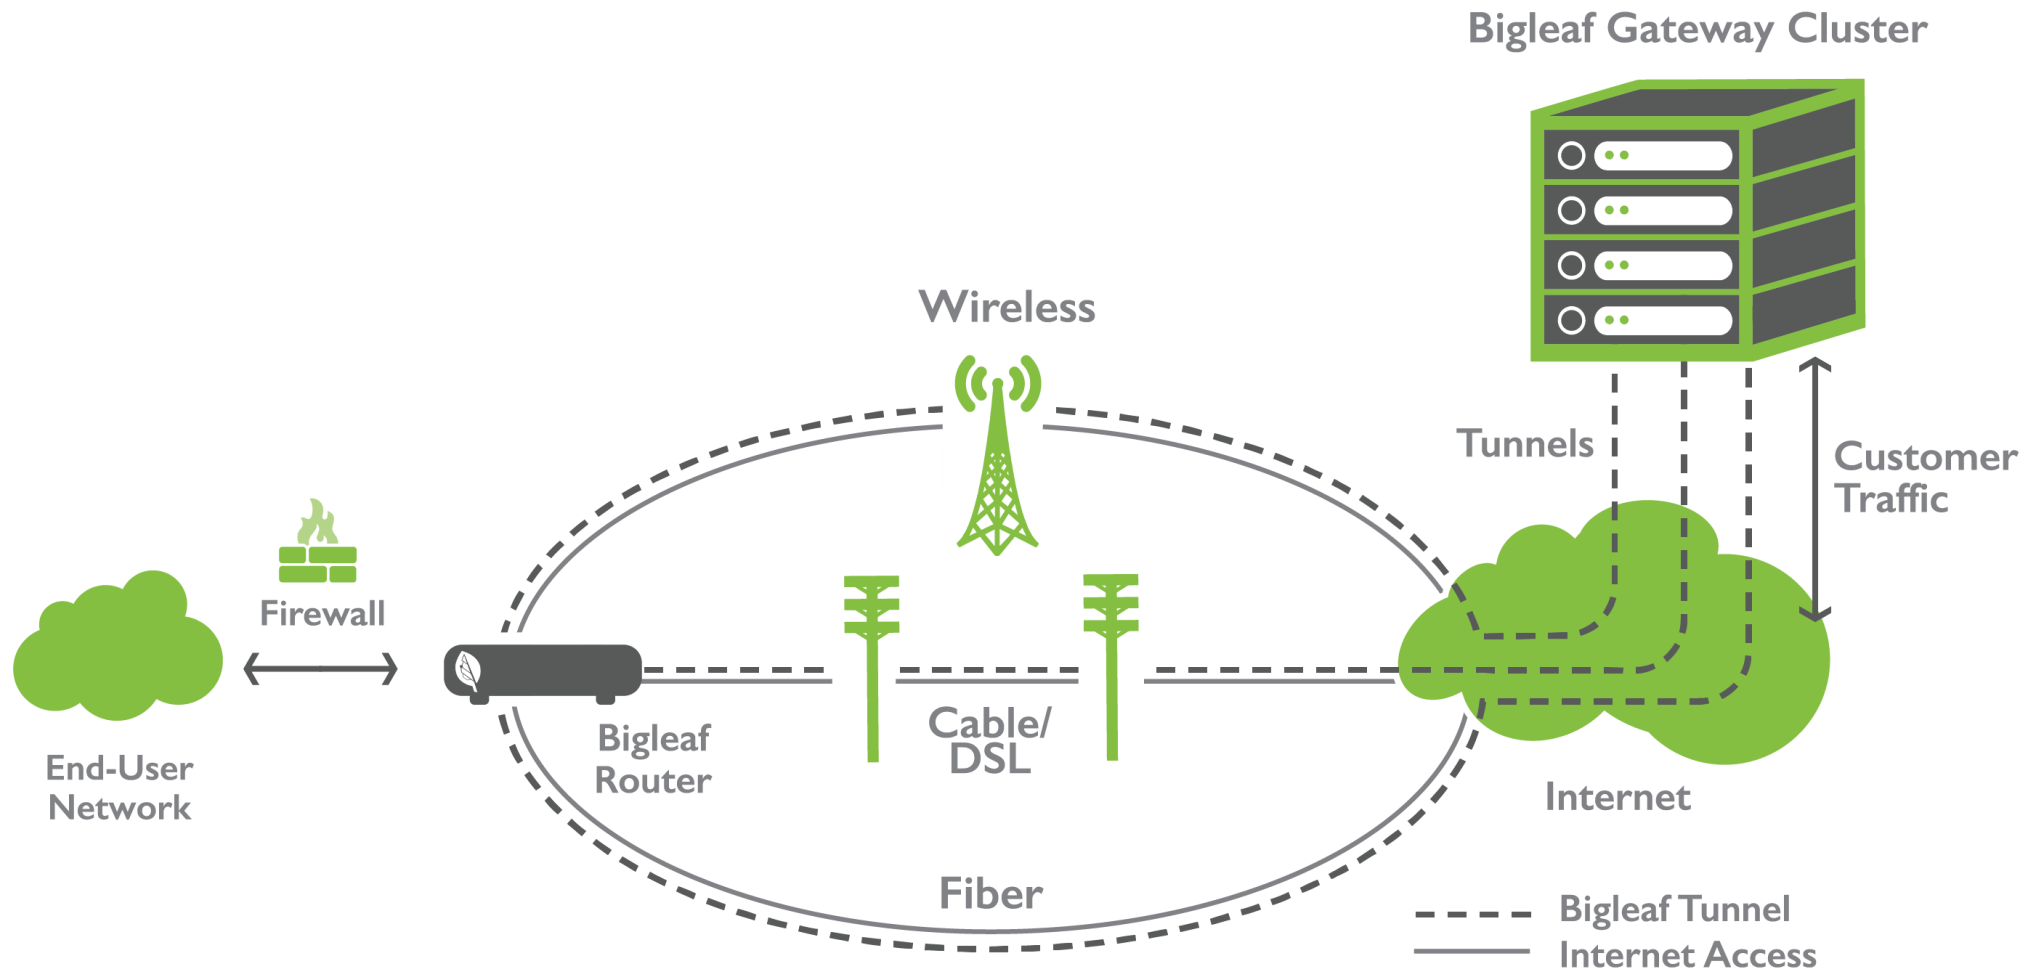 Bigleaf Gateway Cluster
Wireless
Tunnels
Customer
Traffic
Firewall
Bigleaf
Router
Cable/
DSL
End-User
Network
Internet
Fiber
Bigleaf Tunnel
Internet Access